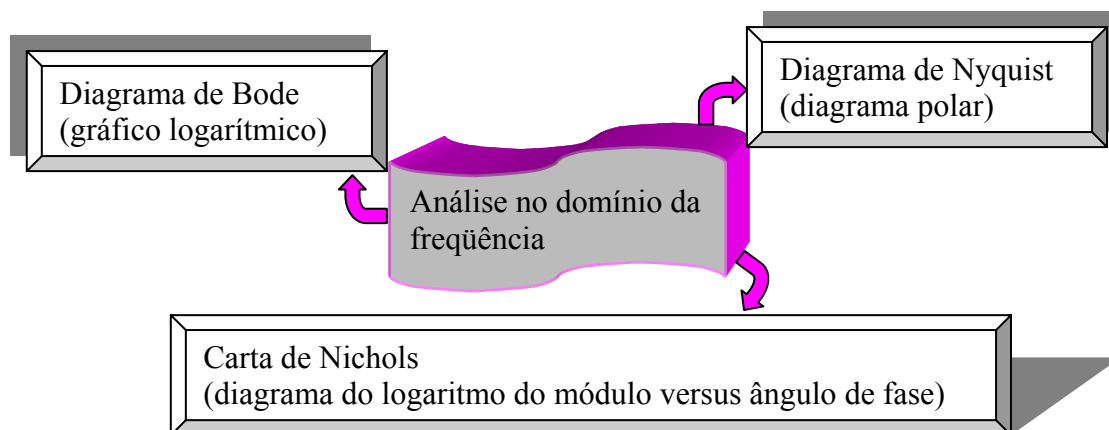 Diagrama de Bode
(gráfico logarítmico)
Diagrama de Nyquist
(diagrama polar)
Análise no domínio da
freqüência
Carta de Nichols
(diagrama do logaritmo do módulo versus ângulo de fase)